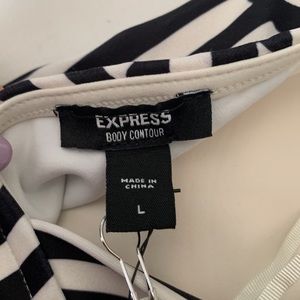 EXPRESS
BODY CONTOUR
MADE IN
CHINA
L